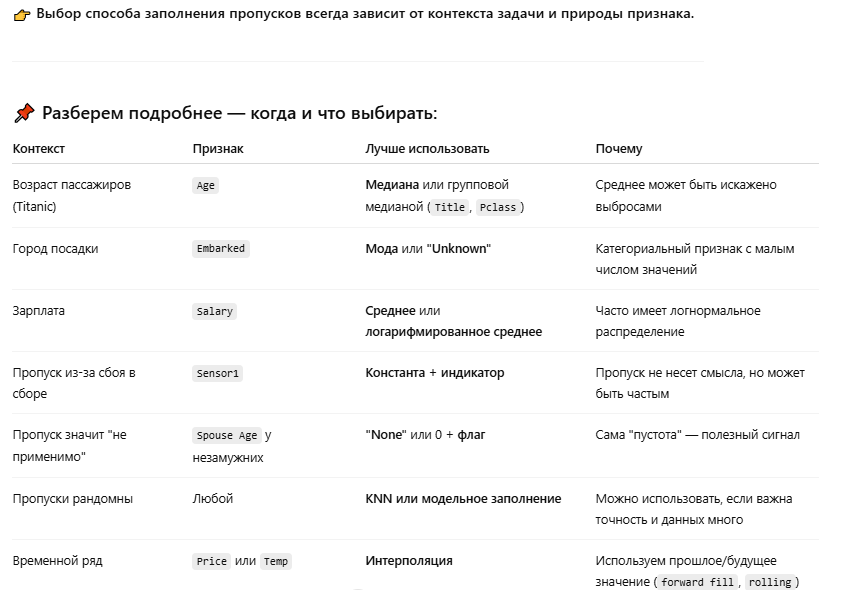 👉 Выбор способа заполнения пропусков всегда зависит от контекста задачи и природы признака.
📌 Разберем подробнее — когда и что выбирать:
Контекст Признак Лучше использовать Почему
Возраст пассажиров (Titanic) Age Медиана или групповой медианой ( Title , Pclass ) Среднее может быть искажено выбросами
Город посадки Embarked Мода или "Unknown" Категориальный признак с малым числом значений
Зарплата Salary Среднее или логарифмированное среднее Часто имеет логнормальное распределение
Пропуск из-за сбоя в сборе Sensor1 Константа + индикатор Пропуск не несет смысла, но может быть частым
Пропуск значит "не применимо" Spouse Age у незамужних "None" или 0 + флаг Сама "пустота" — полезный сигнал
Пропуски рандомны Любой KNN или модельное заполнение Можно использовать, если важна точность и данных много
Временной ряд Price или Temp Интерполяция Используем прошлое/будущее значение ( forward fill , rolling )